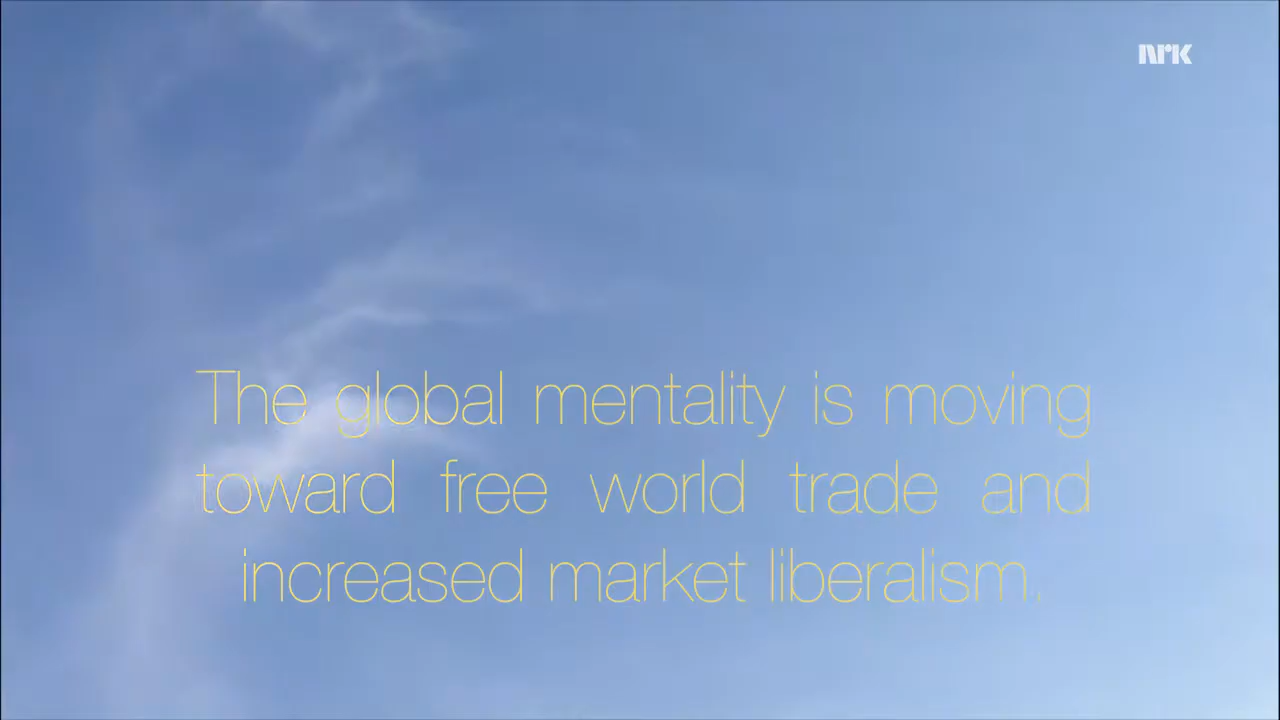 NRK
The global mentality is moving
toward free world trade and
increased market liberalism.